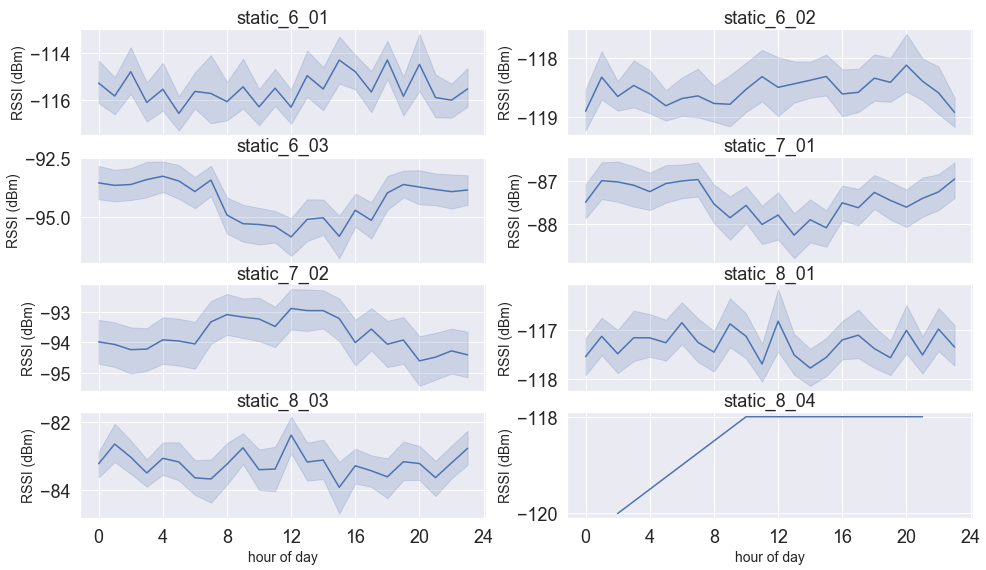 static_6_01
static_6_02
RSSI (dBm)
−114
−116
RSSI (dBm)
−118
−119
static_6_03
static_7_01
RSSI (dBm)
−92.5
−95.0
RSSI (dBm)
−87
−88
static_7_02
static_8_01
RSSI (dBm)
−93
−94
−95
RSSI (dBm)
−117
−118
static_8_03
static_8_04
RSSI (dBm)
−82
−84
RSSI (dBm)
−118
−120
0 4 8 12 16 20 24
0 4 8 12 16 20 24
hour of day
hour of day